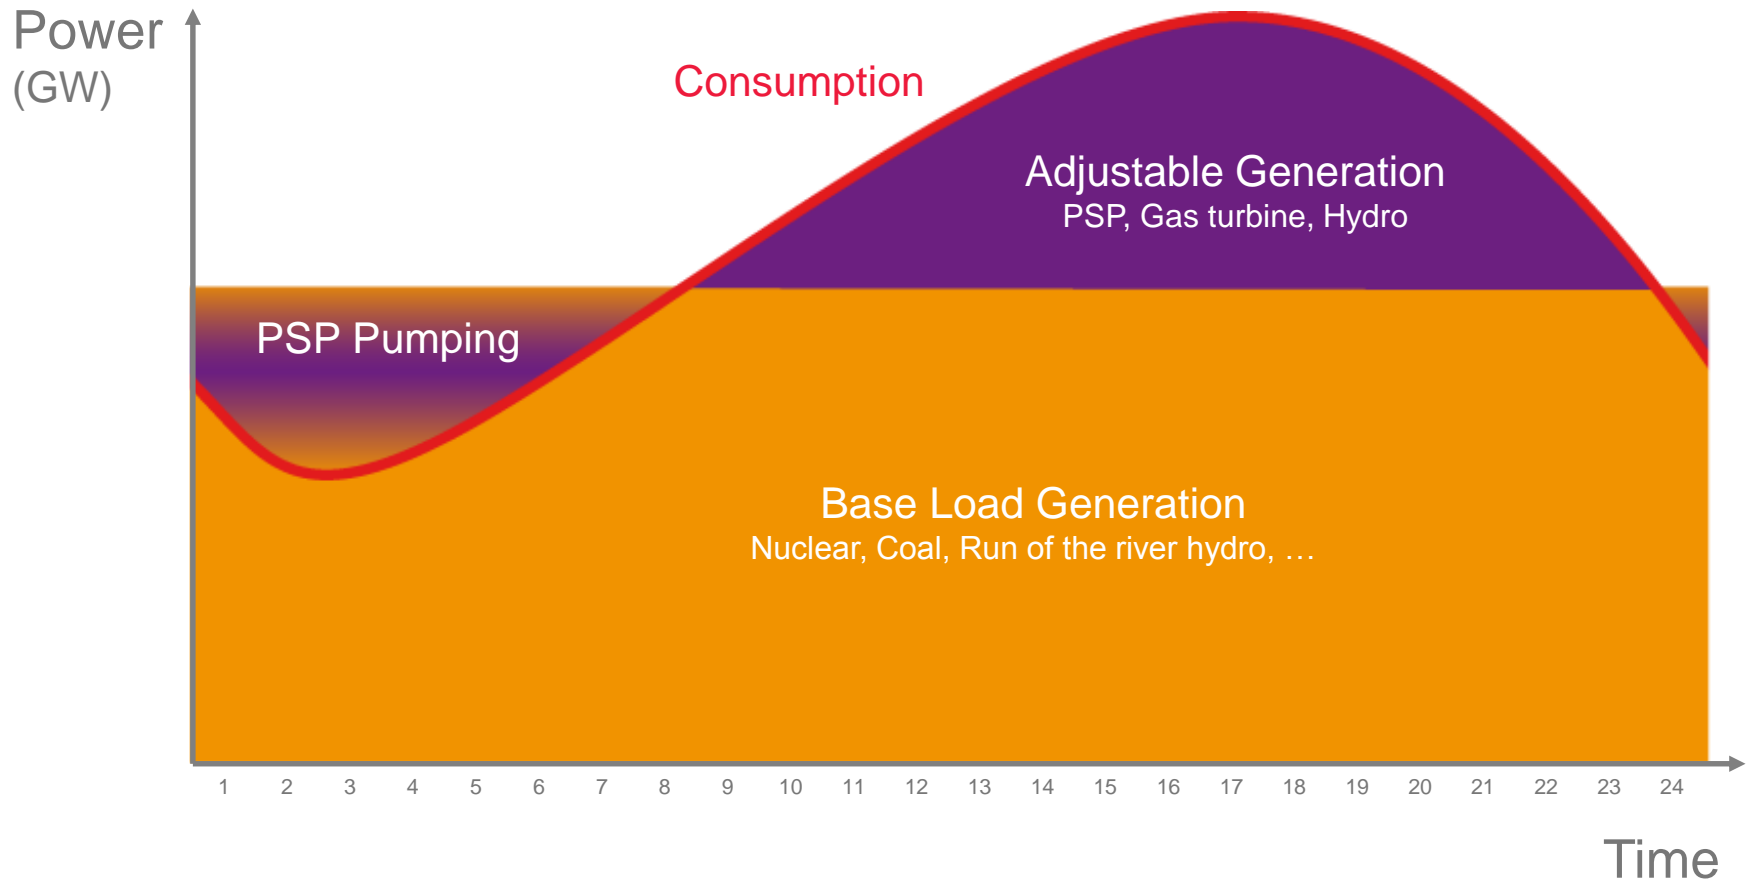 Power
(GW)
Consumption
Adjustable Generation
PSP, Gas turbine, Hydro
PSP Pumping
Base Load Generation
Nuclear, Coal, Run of the river hydro, …
1 2 3 4 5 6 7 8 9 10 11 12 13 14 15 16 17 18 19 20 21 22 23 24
Time